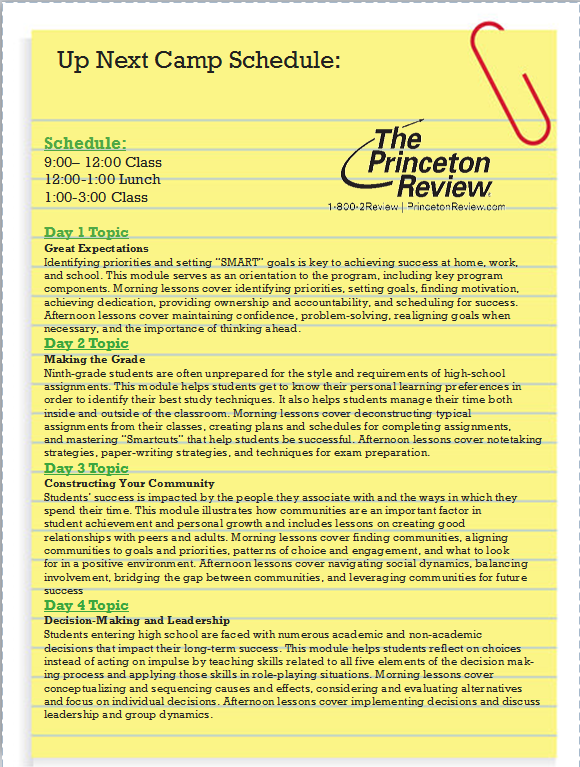 Up Next Camp Schedule:
Schedule:
9:00– 12:00 Class
12:00-1:00 Lunch
1:00-3:00 Class
The
Princeton
Review
1-800-2Review | PrincetonReview.com
Day 1 Topic
Great Expectations
Identifying priorities and setting “SMART” goals is key to achieving success at home, work,
and school. This module serves as an orientation to the program, including key program
components. Morning lessons cover identifying priorities, setting goals, finding motivation,
achieving dedication, providing ownership and accountability, and scheduling for success.
Afternoon lessons cover maintaining confidence, problem-solving, realigning goals when
necessary, and the importance of thinking ahead.
Day 2 Topic
Making the Grade
Ninth-grade students are often unprepared for the style and requirements of high-school
assignments. This module helps students get to know their personal learning preferences in
order to identify their best study techniques. It also helps students manage their time both
inside and outside of the classroom. Morning lessons cover deconstructing typical
assignments from their classes, creating plans and schedules for completing assignments,
and mastering “Smartcuts” that help students be successful. Afternoon lessons cover notetaking
strategies, paper-writing strategies, and techniques for exam preparation.
Day 3 Topic
Constructing Your Community
Students’ success is impacted by the people they associate with and the ways in which they
spend their time. This module illustrates how communities are an important factor in
student achievement and personal growth and includes lessons on creating good
relationships with peers and adults. Morning lessons cover finding communities, aligning
communities to goals and priorities, patterns of choice and engagement, and what to look
for in a positive environment. Afternoon lessons cover navigating social dynamics, balancing
involvement, bridging the gap between communities, and leveraging communities for future
success
Day 4 Topic
Decision-Making and Leadership
Students entering high school are faced with numerous academic and non-academic
decisions that impact their long-term success. This module helps students reflect on choices
instead of acting on impulse by teaching skills related to all five elements of the decision mak-
ing process and applying those skills in role-playing situations. Morning lessons cover
conceptualizing and sequencing causes and effects, considering and evaluating alternatives
and focus on individual decisions. Afternoon lessons cover implementing decisions and discuss
leadership and group dynamics.